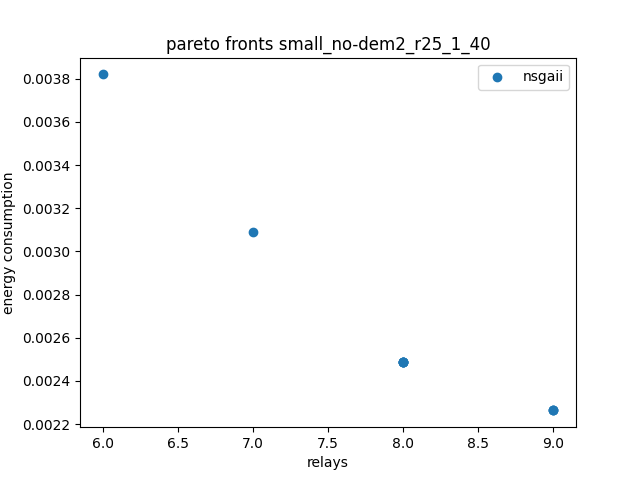 pareto fronts small_no-dem2_r25_1_40
nsgaii
0.0038
0.0036
0.0034
0.0032
0.0030
0.0028
0.0026
0.0024
0.0022
energy consumption
6.0 6.5 7.0 7.5 8.0 8.5 9.0
relays